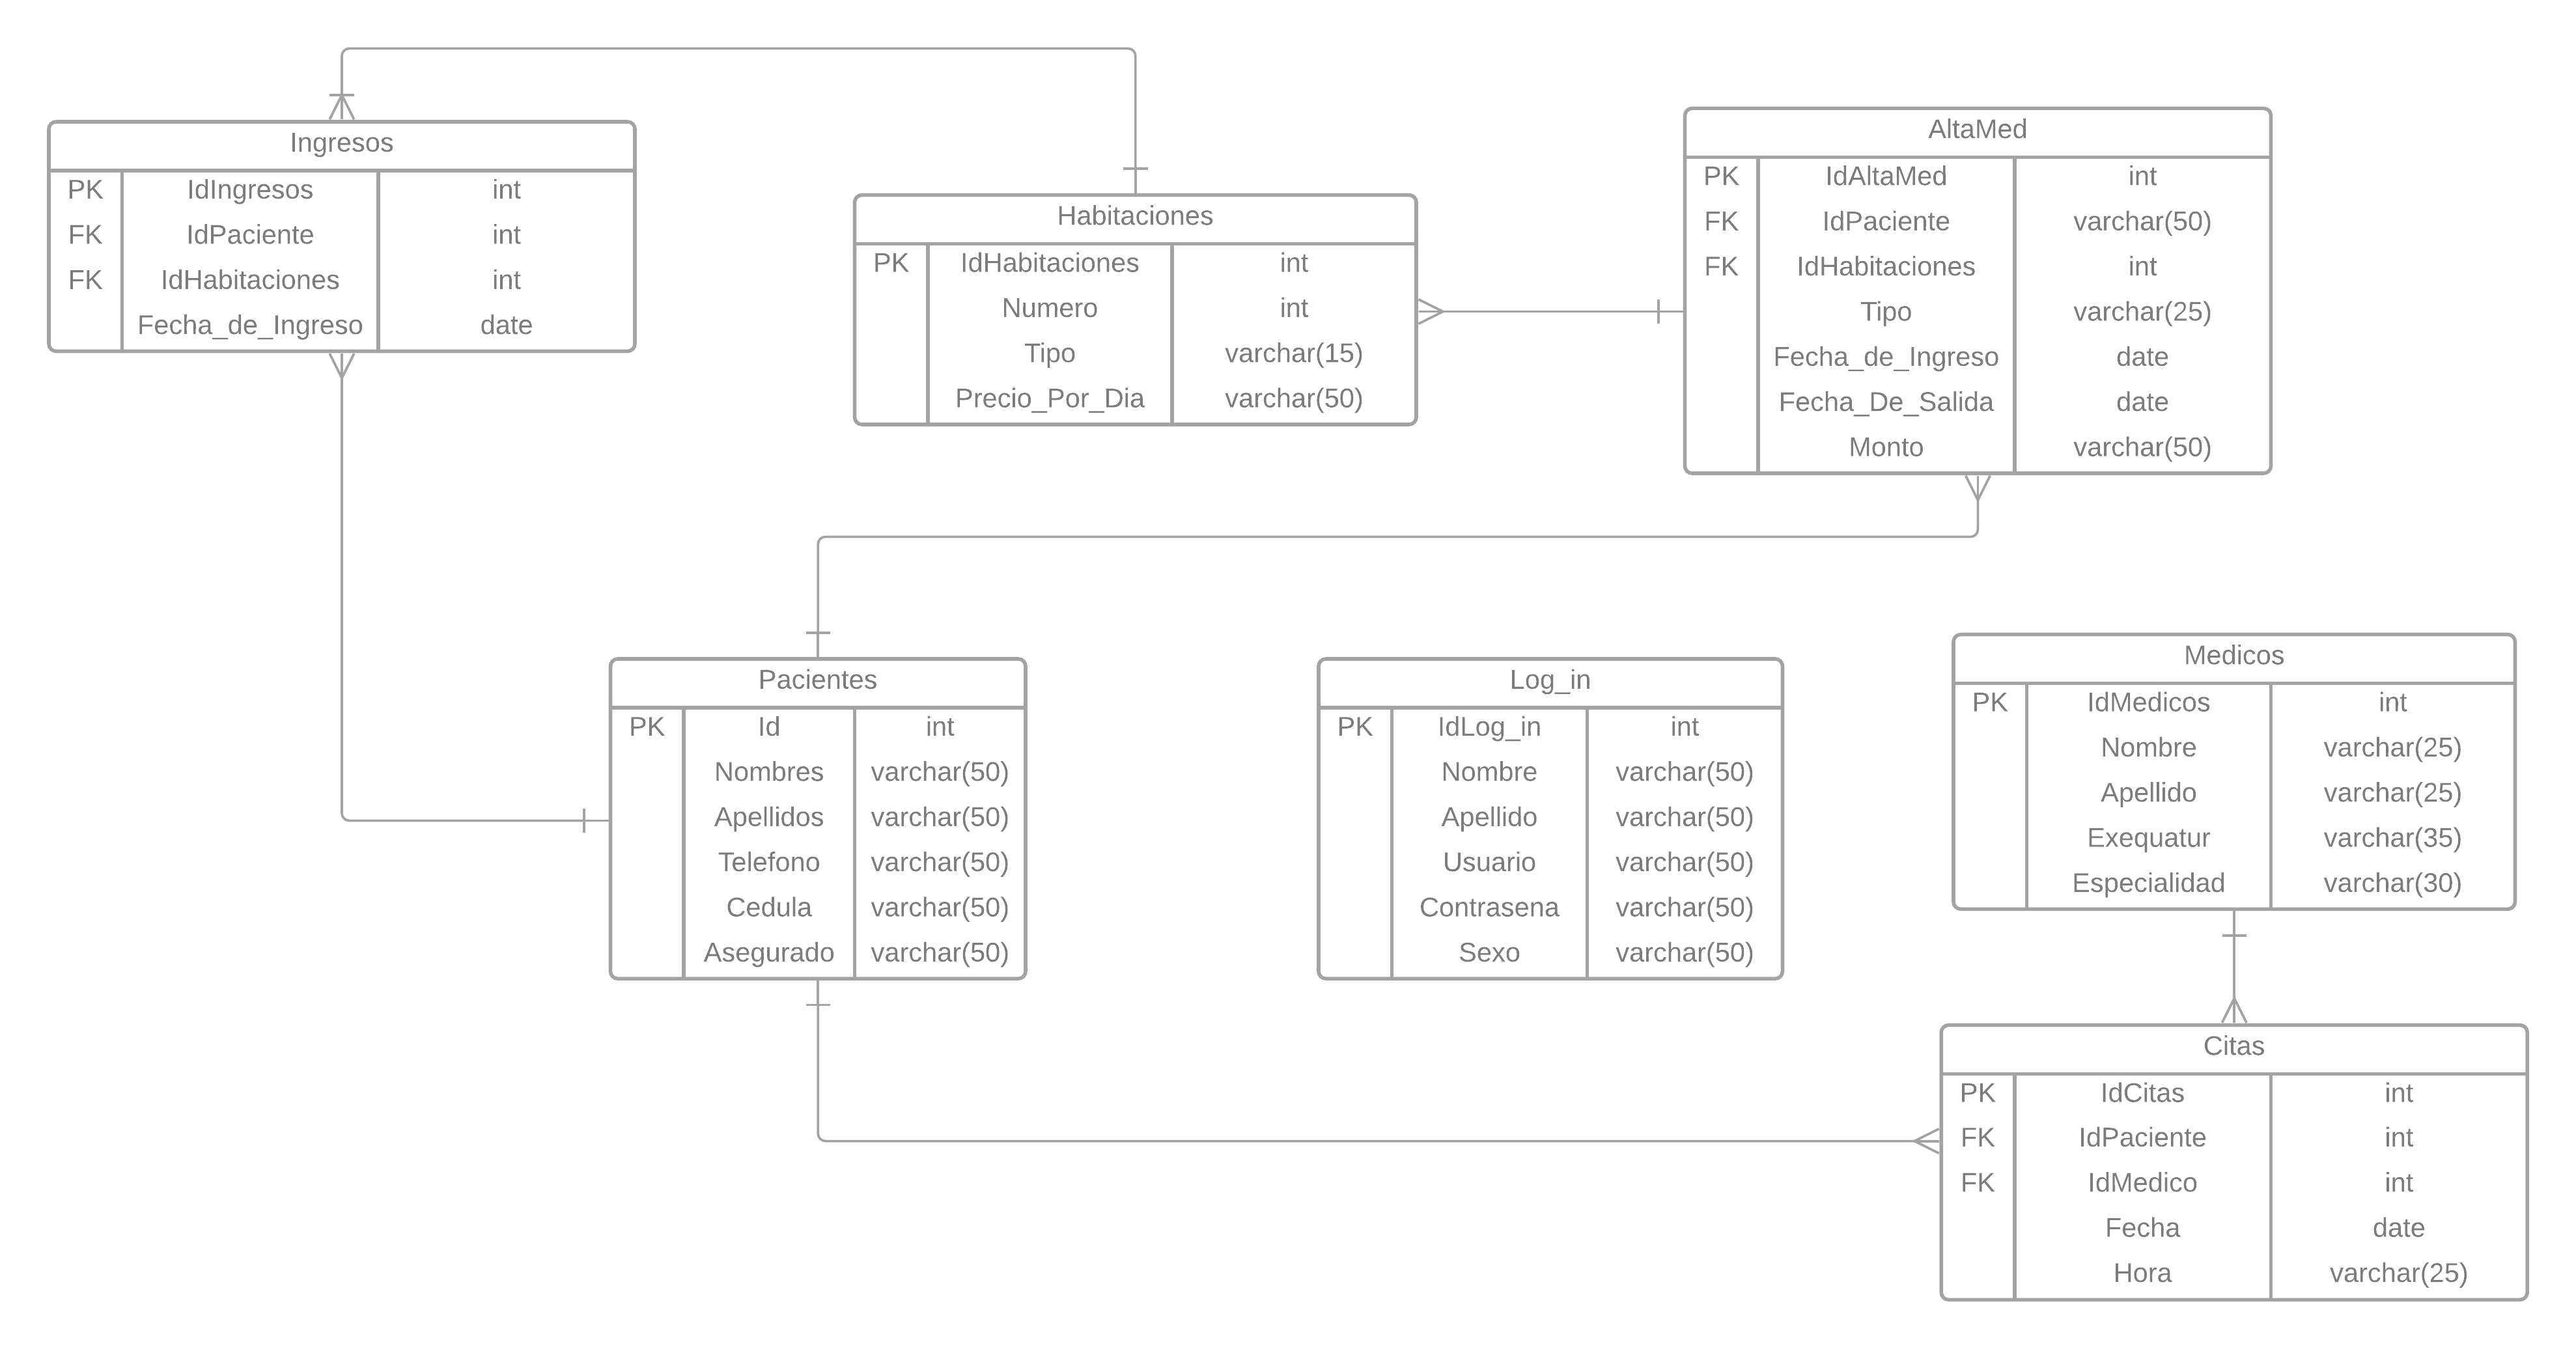 Ingresos
PK IdIngresos int
FK IdPaciente int
FK IdHabitaciones int
Fecha_de_Ingreso date
Habitaciones
PK IdHabitaciones int
Numero int
Tipo varchar(15)
Precio_Por_Dia varchar(50)
AltaMed
PK IdAltaMed int
FK IdPaciente varchar(50)
FK IdHabitaciones int
Tipo varchar(25)
Fecha_de_Ingreso date
Fecha_De_Salida date
Monto varchar(50)
Pacientes
PK Id int
Nombres varchar(50)
Apellidos varchar(50)
Telefono varchar(50)
Cedula varchar(50)
Asegurado varchar(50)
Log_in
PK IdLog_in int
Nombre varchar(50)
Apellido varchar(50)
Usuario varchar(50)
Contrasena varchar(50)
Sexo varchar(50)
Medicos
PK IdMedicos int
Nombre varchar(25)
Apellido varchar(25)
Exequatur varchar(35)
Especialidad varchar(30)
Citas
PK IdCitas int
FK IdPaciente int
FK IdMedico int
Fecha date
Hora varchar(25)